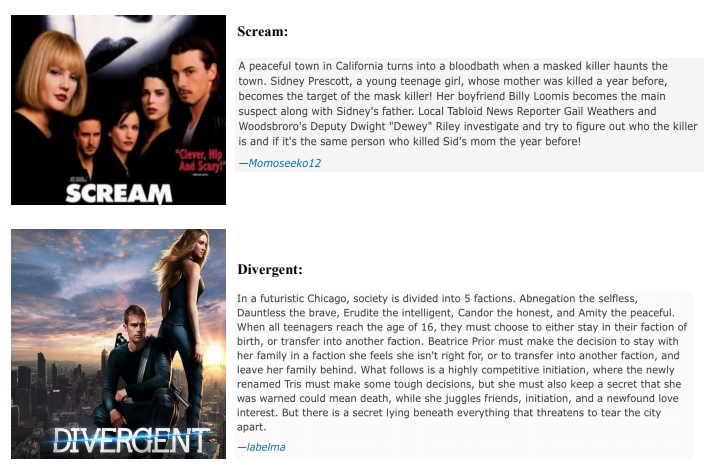 Scream:
A peaceful town in California turns into a bloodbath when a masked killer haunts the
town. Sidney Prescott, a young teenage girl, whose mother was killed a year before,
becomes the target of the mask killer! Her boyfriend Billy Loomis becomes the main
suspect along with Sidney's father. Local Tabloid News Reporter Gail Weathers and
Woodsboro's Deputy Dwight "Dewey" Riley investigate and try to figure out who the killer
is and if it's the same person who killed Sid's mom the year before!
—Momoseeko12
"Clever, Hip
And Scary!"
SCREAM
Divergent:
In a futuristic Chicago, society is divided into 5 factions. Abnegation the selfless,
Dauntless the brave, Erudite the intelligent, Candor the honest, and Amity the peaceful.
When all teenagers reach the age of 16, they must choose to either stay in their faction of
birth, or transfer into another faction. Beatrice Prior must make the decision to stay with
her family in a faction she feels she isn't right for, or to transfer into another faction, and
leave her family behind. What follows is a highly competitive initiation, where the newly
renamed Tris must make some tough decisions, but she must also keep a secret that she
was warned could mean death, while she juggles friends, initiation, and a newfound love
interest. But there is a secret lying beneath everything that threatens to tear the city
apart.
—labelma
DIVERGENT